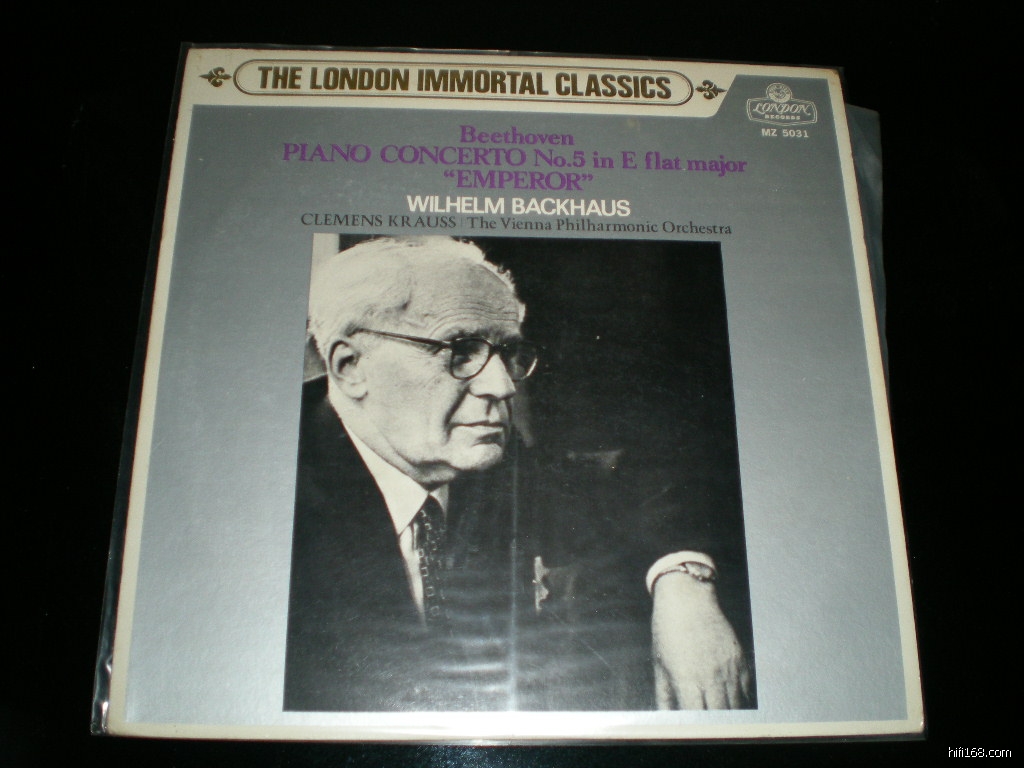 THE LONDON IMMORTAL CLASSICS
LONDON
RECORDS
MZ 5031
Beethoven
PIANO CONCERTO No.5 in E flat major
“EMPEROR”
WILHELM BACKHAUS
CLEMENS KRAUSS / The Vienna Philharmonic Orchestra
hifi168.com